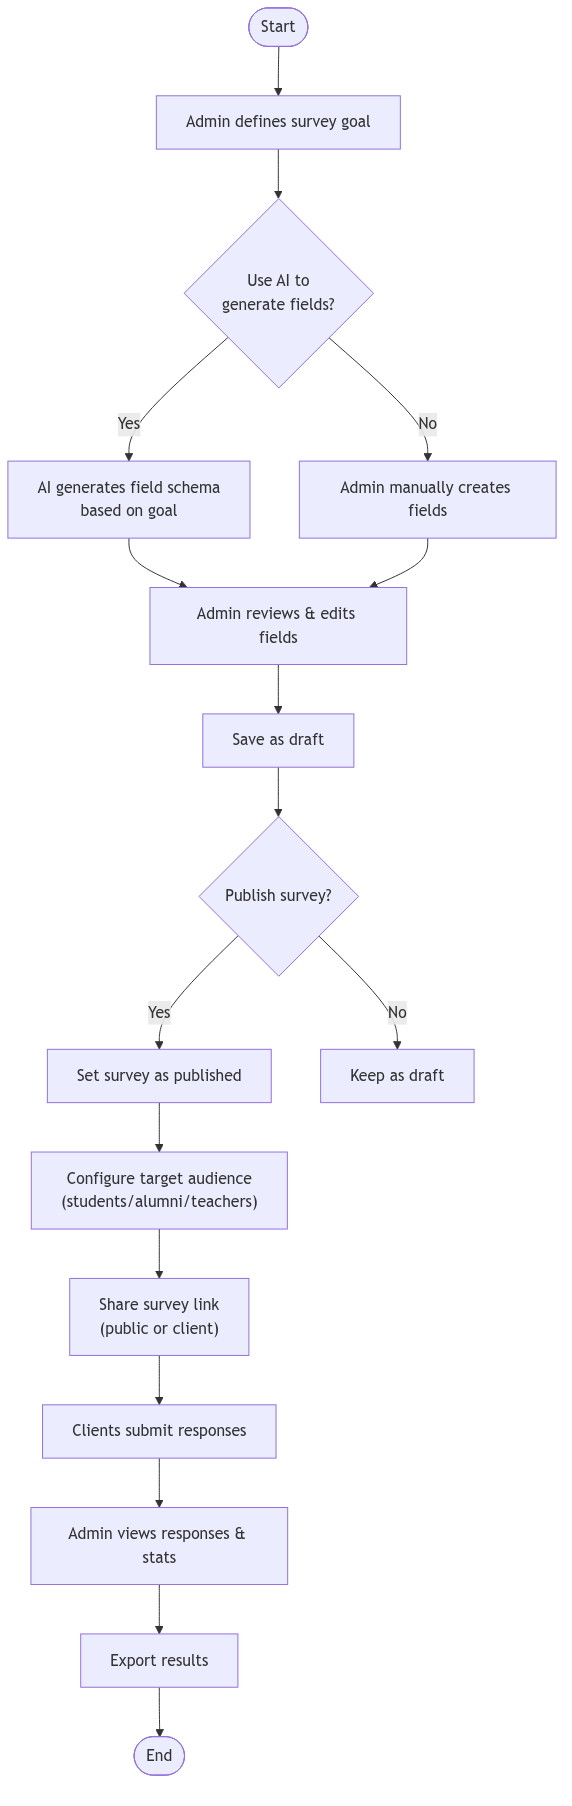 Start
Admin defines survey goal
Use AI to
generate fields?
Yes
No
AI generates field schema
based on goal
Admin manually creates
fields
Admin reviews & edits
fields
Save as draft
Publish survey?
Yes
No
Set survey as published
Keep as draft
Configure target audience
(students/alumni/teachers)
Share survey link
(public or client)
Clients submit responses
Admin views responses &
stats
Export results
End